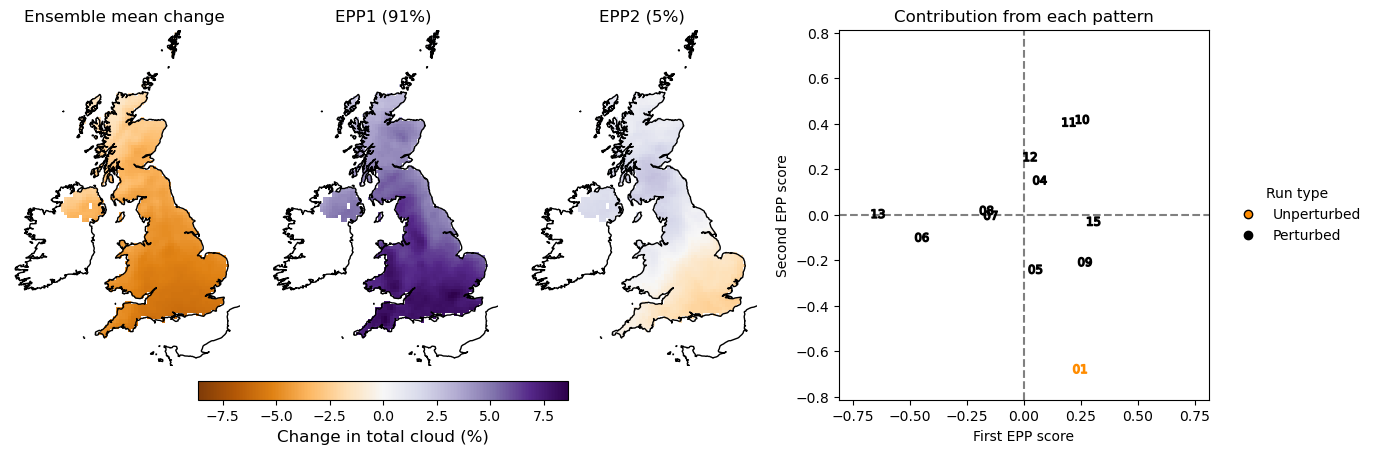 Ensemble mean change
EPP1 (91%)
EPP2 (5%)
−7.5 −5.0 −2.5 0.0 2.5 5.0 7.5
Change in total cloud (%)
Contribution from each pattern
0.8
0.6
0.4
0.2
0.0
−0.2
−0.4
−0.6
−0.8
Second EPP score
11 10
12
04
13 08
07
15
06
09
05
01
−0.75 −0.50 −0.25 0.00 0.25 0.50 0.75
First EPP score
Run type
Unperturbed
Perturbed